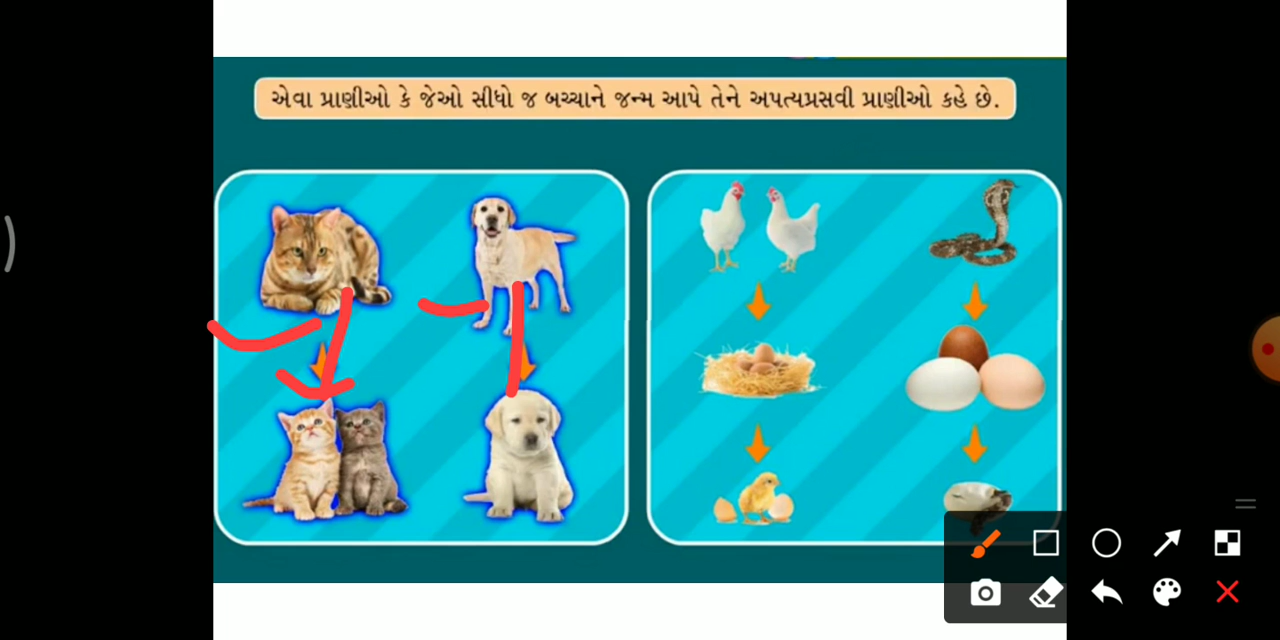 એવા પ્રાણીઓ કે જેઓ સીધો જ બચ્ચાને જન્મ આપે તેને અપત્યપ્રસવી પ્રાણીઓ કહે છે.